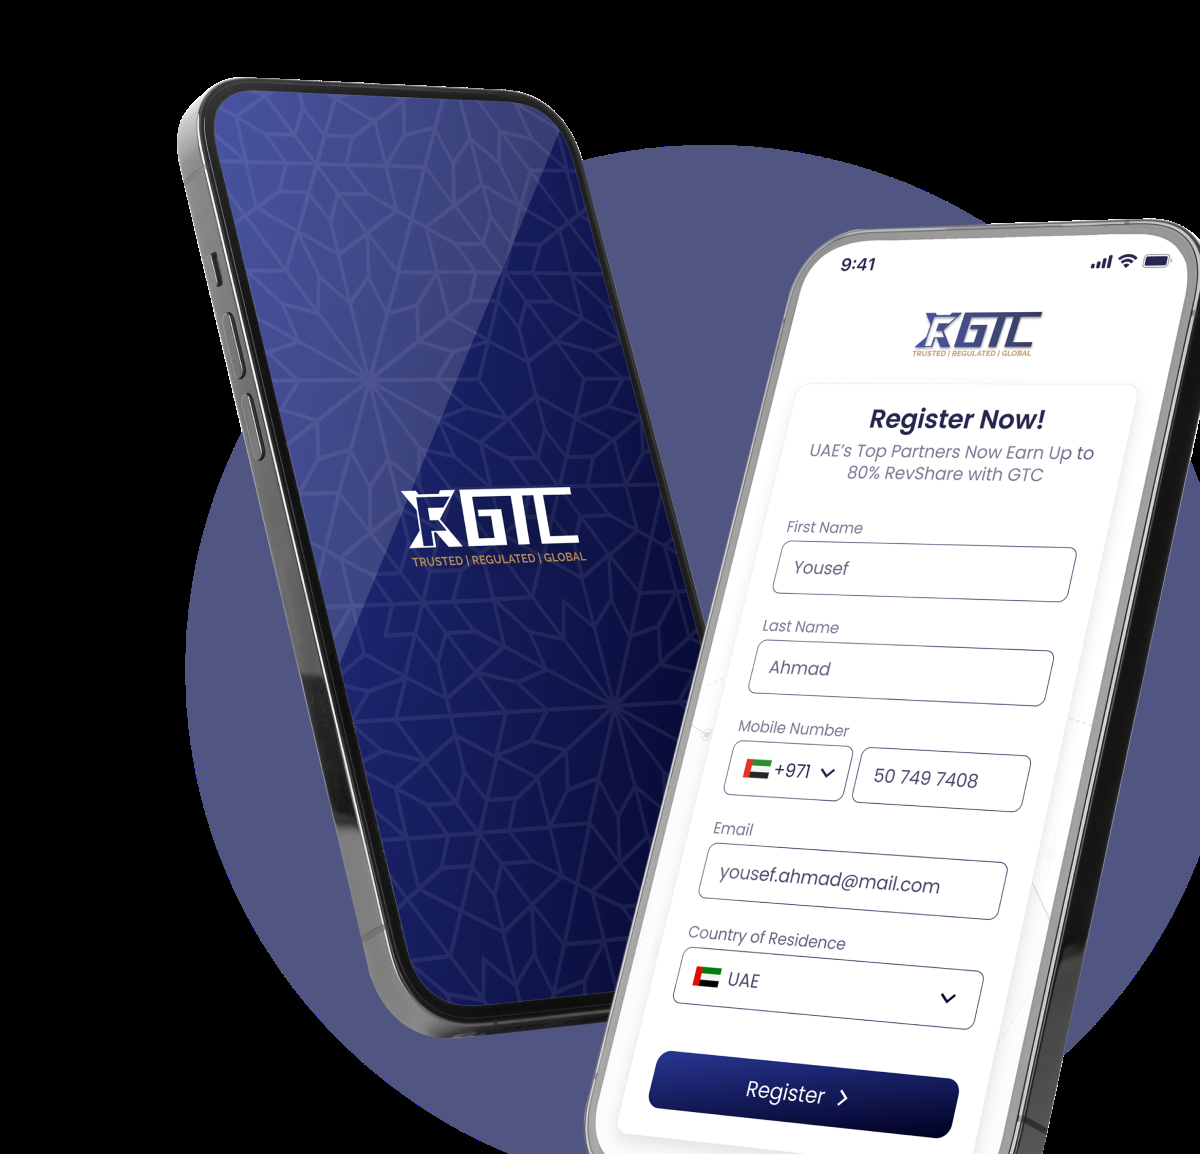 GTC
TRUSTED | REGULATED | GLOBAL
9:41
GTC
TRUSTED | REGULATED | GLOBAL
Register Now!
UAE's Top Partners Now Earn Up to
80% RevShare with GTC
First Name
Yousef
Last Name
Ahmad
Mobile Number
+971 50 749 7408
Email
yousef.ahmad@mail.com
Country of Residence
UAE
Register